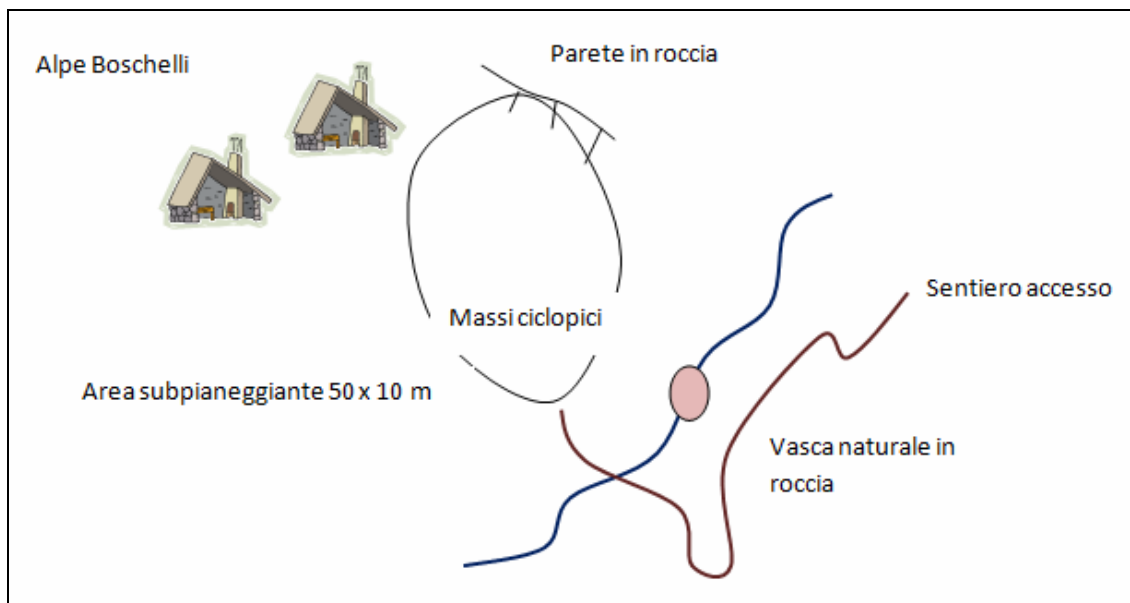 Alpe Boschelli
Parete in roccia
Sentiero accesso
Massi ciclopici
Area subpianeggiante 50 x 10 m
Vasca naturale in
roccia